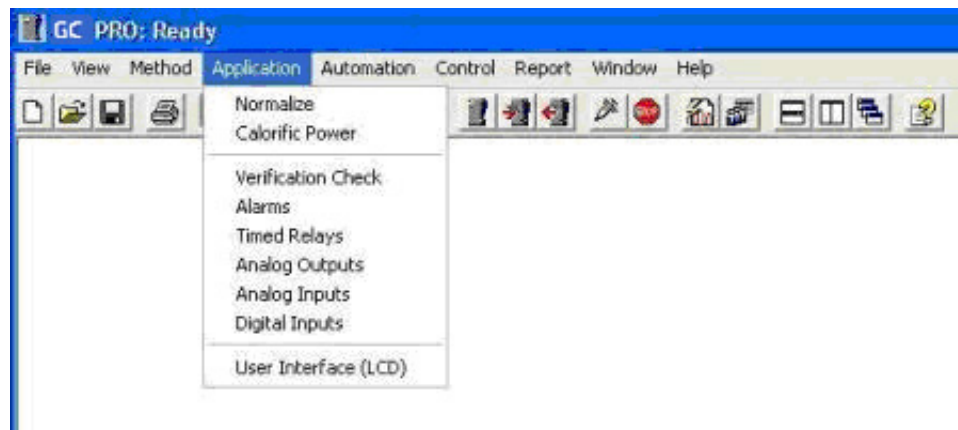 GC PRO: Ready
File View Method Application Automation Control Report Window Help
Normalize
Calorific Power
Verification Check
Alarms
Timed Relays
Analog Outputs
Analog Inputs
Digital Inputs
User Interface (LCD)